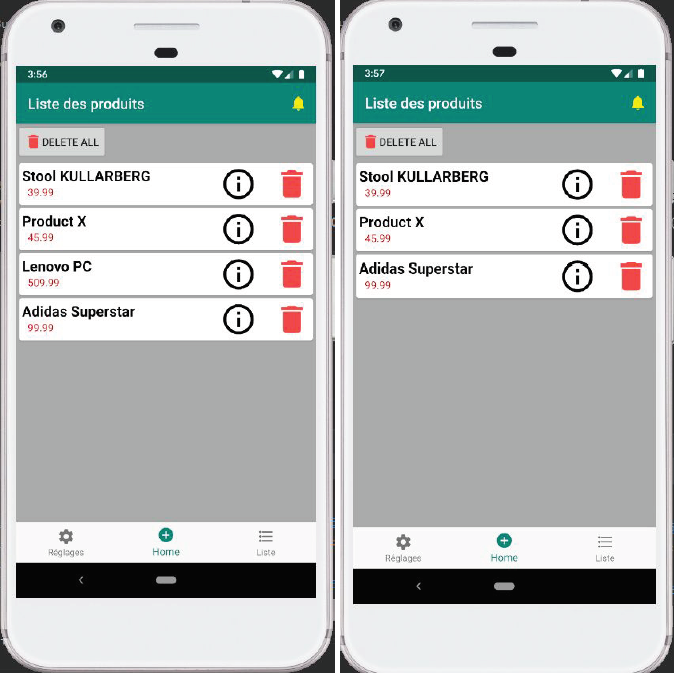 3:56
Liste des produits
DELETE ALL
Stool KULLARBERG
39.99
Product X
45.99
Lenovo PC
509.99
Adidas Superstar
99.99
Réglages
Home
Liste
3:57
Liste des produits
DELETE ALL
Stool KULLARBERG
39.99
Product X
45.99
Adidas Superstar
99.99
Réglages
Home
Liste